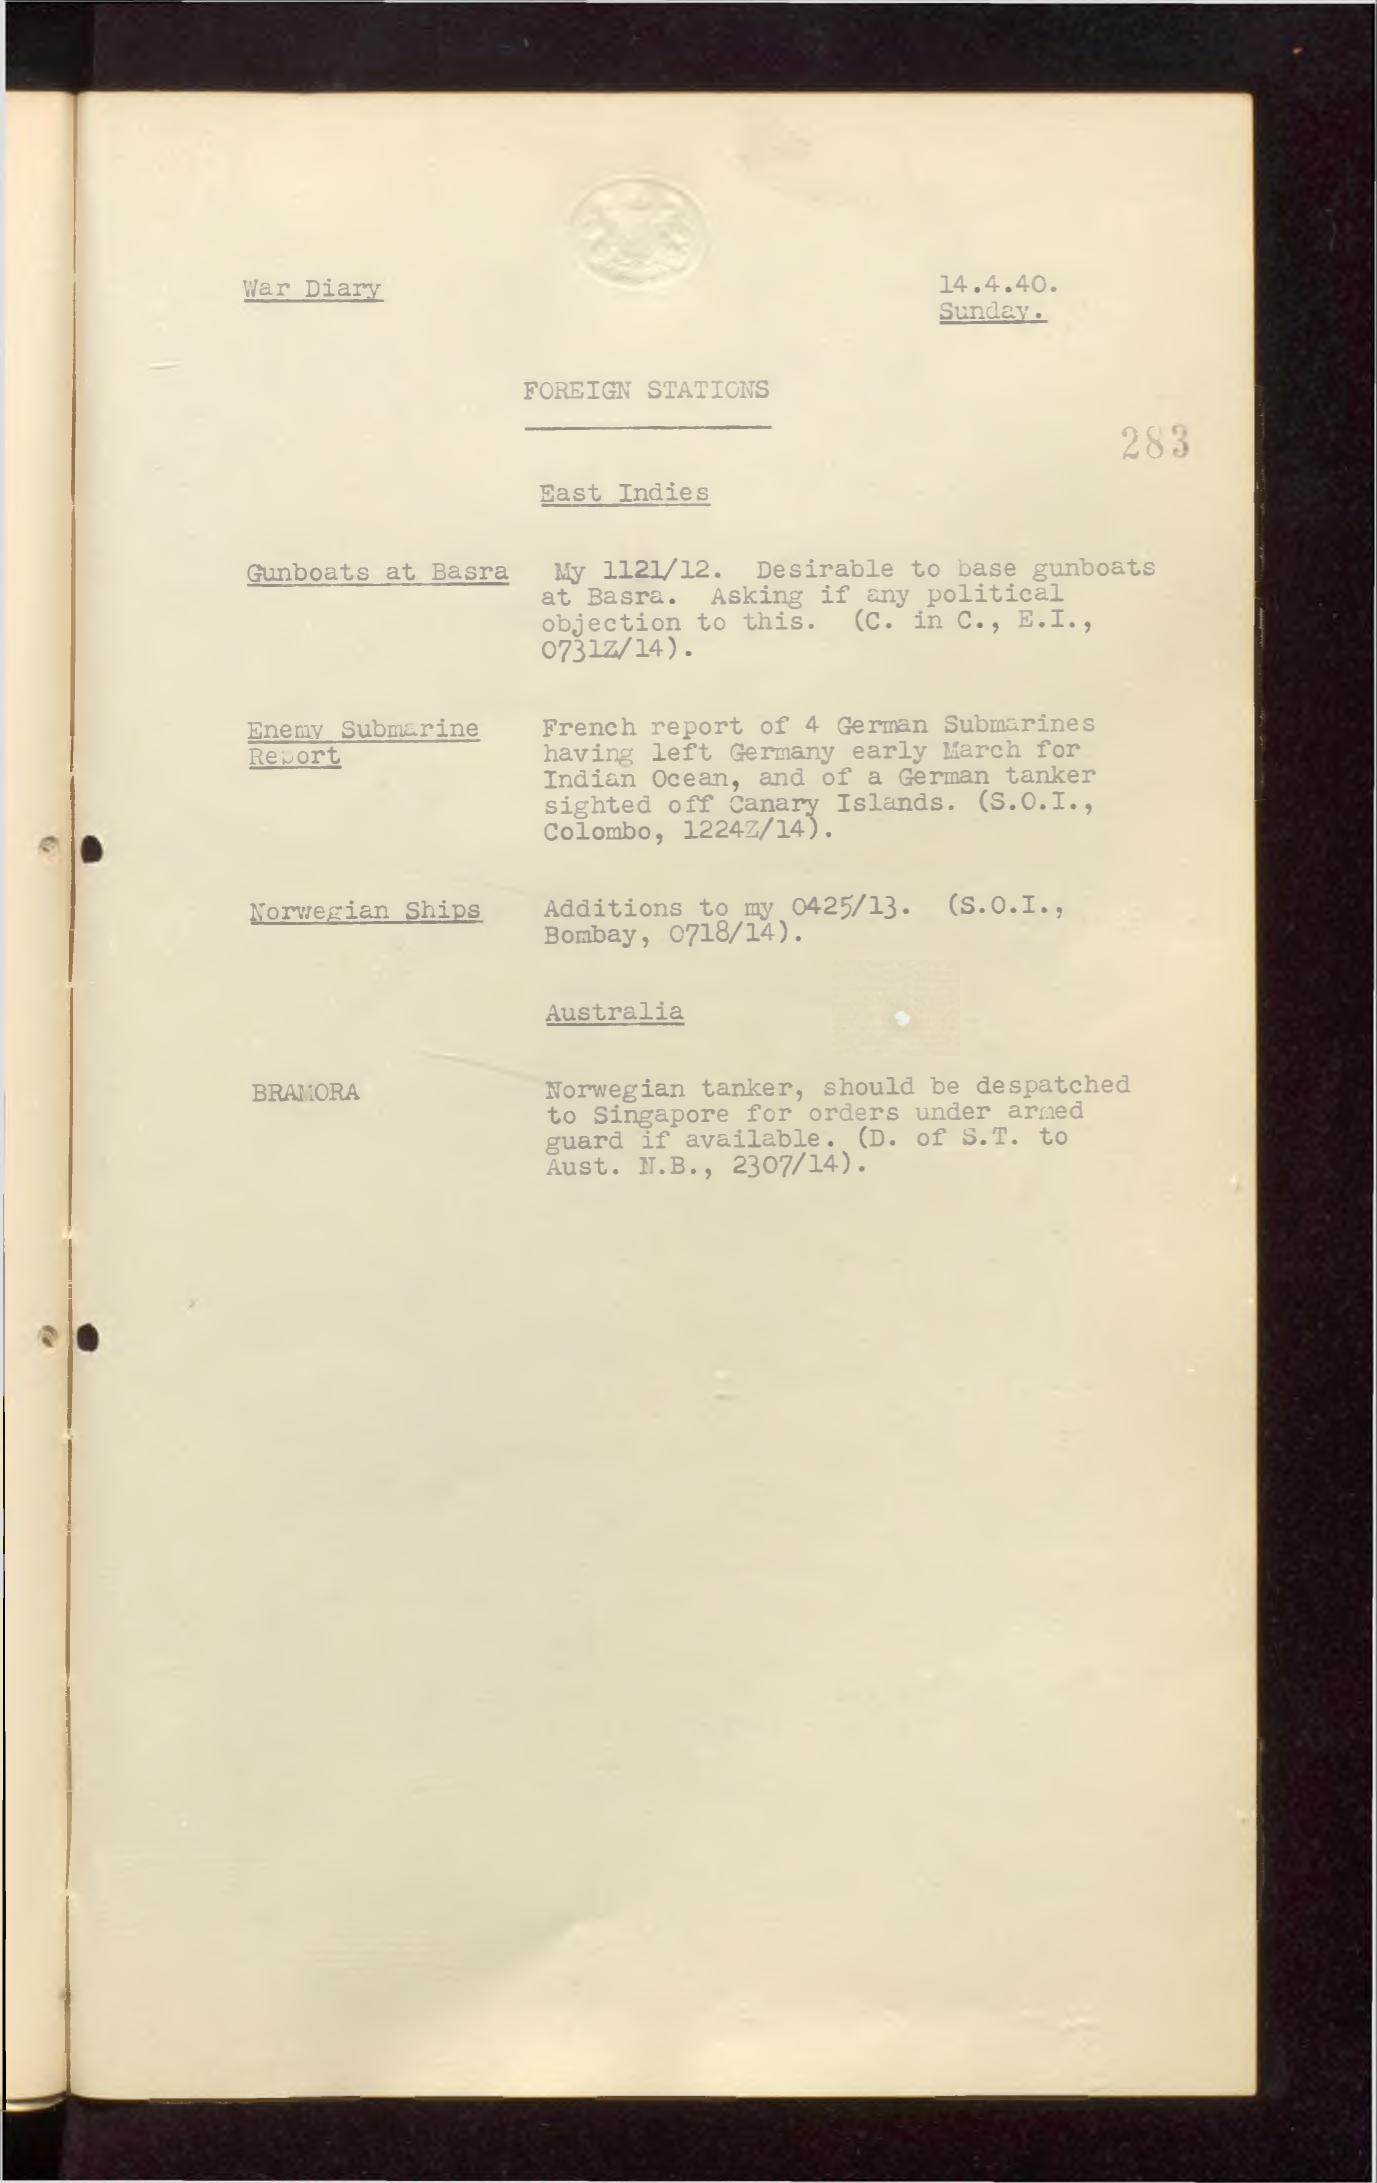 War Diary
14.4.40.
Sunday.
FOREIGN STATIONS
283
East Indies
Gunboats at Basra My 1121/12. Desirable to base gunboats
at Basra. Asking if any political
objection to this. (C. in C., E.I.,
0731Z/14).
Enemy Submarine French report of 4 German Submarines
Report having left Germany early March for
Indian Ocean, and of a German tanker
sighted off Canary Islands. (S.O.I.,
Colombo, 1224Z/14).
Norwegian Ships Additions to my 0425/13. (S.O.I.,
Bombay, 0718/14).
Australia
BRAMORA Norwegian tanker, should be despatched
to Singapore for orders under armed
guard if available. (D. of S.T. to
Aust. N.B., 2307/14).